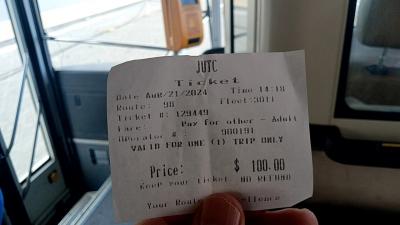 JUTC
Ticket
Date Aug/21/2024 Time 14:18
Route: 98 Fleet:3011
Ticket #: 129449
Fare: Pay for other - Adult
Operator #: 900191
VALID FOR ONE (1) TRIP ONLY
Price: $ 100.00
Keep your ticket. NO REFUND
Your Route